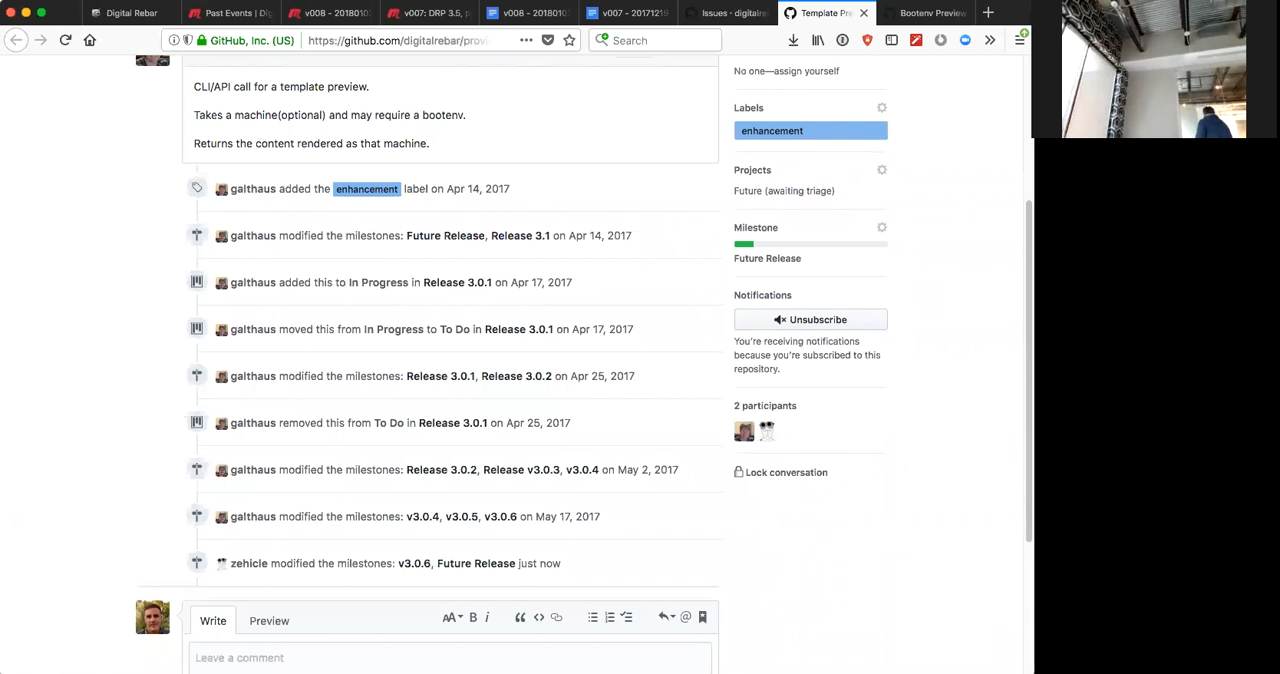 Digital Rebar
Past Events | Dig
v008 - 2018010
v007: DRP 3.5, p
v008 - 2018010
v007 - 2017121
Issues · digitalre
Template Pre
Bootenv Preview
GitHub, Inc. (US)
https://github.com/digitalrebar/provi
Search
CLI/API call for a template preview.
Takes a machine(optional) and may require a bootenv.
Returns the content rendered as that machine.
galthaus added the enhancement label on Apr 14, 2017
galthaus modified the milestones: Future Release, Release 3.1 on Apr 14, 2017
galthaus added this to In Progress in Release 3.0.1 on Apr 17, 2017
galthaus moved this from In Progress to To Do in Release 3.0.1 on Apr 17, 2017
galthaus modified the milestones: Release 3.0.1, Release 3.0.2 on Apr 25, 2017
galthaus removed this from To Do in Release 3.0.1 on Apr 25, 2017
galthaus modified the milestones: Release 3.0.2, Release v3.0.3, v3.0.4 on May 2, 2017
galthaus modified the milestones: v3.0.4, v3.0.5, v3.0.6 on May 17, 2017
zehicle modified the milestones: v3.0.6, Future Release just now
Write
Preview
AA
B
i
Leave a comment
No one—assign yourself
Labels
enhancement
Projects
Future (awaiting triage)
Milestone
Future Release
Notifications
Unsubscribe
You're receiving notifications
because you're subscribed to this
repository.
2 participants
Lock conversation